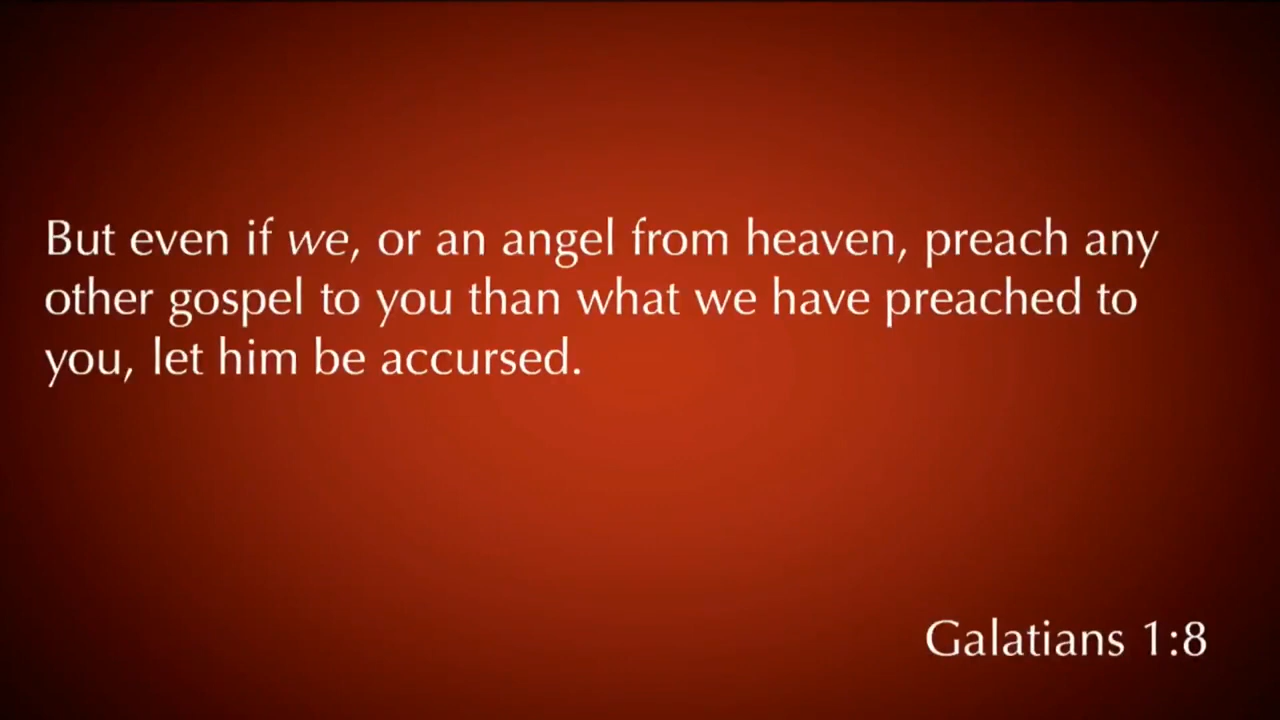 But even if we, or an angel from heaven, preach any
other gospel to you than what we have preached to
you, let him be accursed.
Galatians 1:8